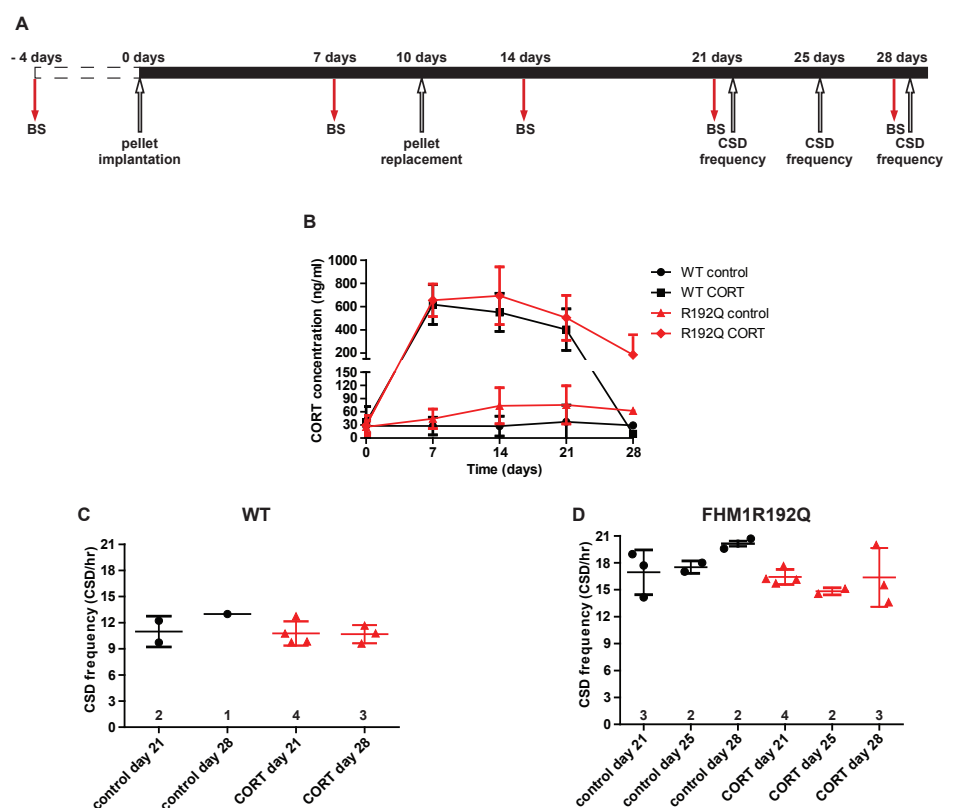 A
- 4 days 0 days 7 days 10 days 14 days 21 days 25 days 28 days
BS BS BS BS BS
pellet implantation
pellet replacement
CSD frequency
CSD frequency
CSD frequency
B
CORT concentration (ng/ml)
1000
800
600
400
200
150
120
90
60
30
0
0 7 14 21 28
Time (days)
WT control
WT CORT
R192Q control
R192Q CORT
C WT
CSD frequency (CSD/hr)
21
18
15
12
9
6
3
0
2 1 4 3
control day 21
control day 28
CORT day 21
CORT day 28
D FHM1R192Q
CSD frequency (CSD/hr)
21
18
15
12
9
6
3
0
3 2 2 4 2 3
control day 21
control day 25
control day 28
CORT day 21
CORT day 25
CORT day 28